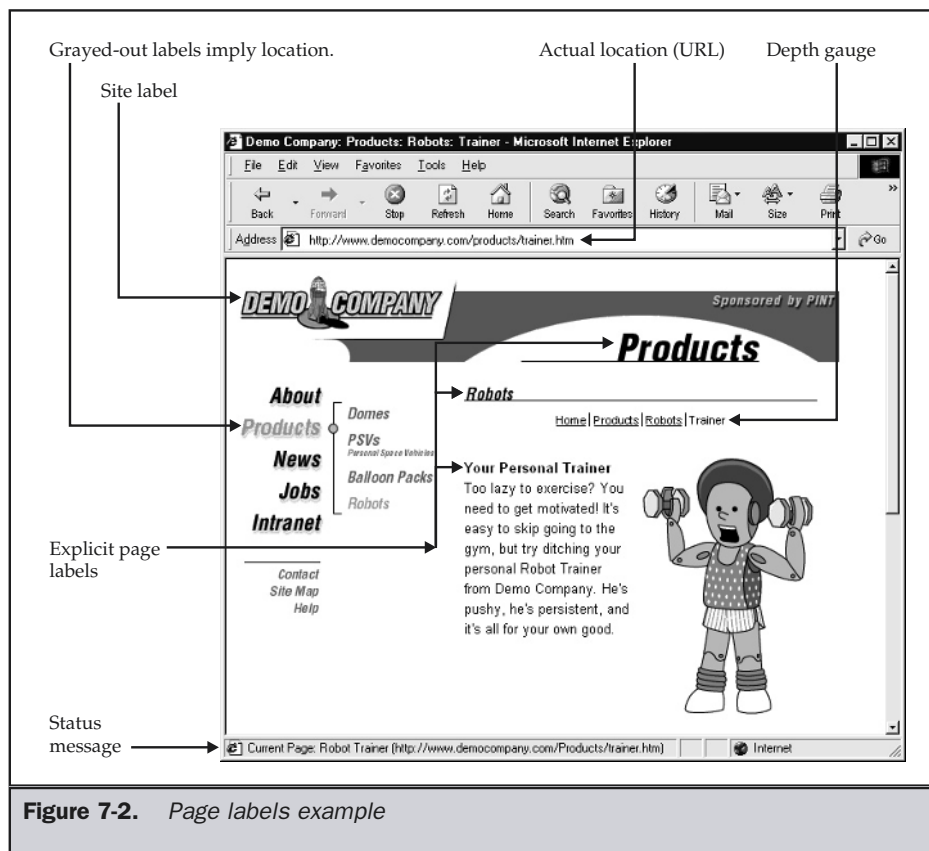 Grayed-out labels imply location.
Actual location (URL)
Depth gauge
Site label
Demo Company: Products: Robots: Trainer - Microsoft Internet Explorer
File Edit View Favorites Tools Help
Back Forward Stop Refresh Home Search Favorites History Mail Size Print »
Address http://www.democompany.com/products/trainer.htm Go
DEMO COMPANY
Sponsored by PINT
Products
Robots
Home | Products | Robots | Trainer
About
Products
News
Jobs
Intranet
Domes
PSVs
Personal Space Vehicles
Balloon Packs
Robots
Contact
Site Map
Help
Your Personal Trainer
Too lazy to exercise? You
need to get motivated! It's
easy to skip going to the
gym, but try ditching your
personal Robot Trainer
from Demo Company. He's
pushy, he's persistent, and
it's all for your own good.
Explicit page
labels
Status
message
Current Page: Robot Trainer (http://www.democompany.com/Products/trainer.htm) Internet
Figure 7-2. Page labels example